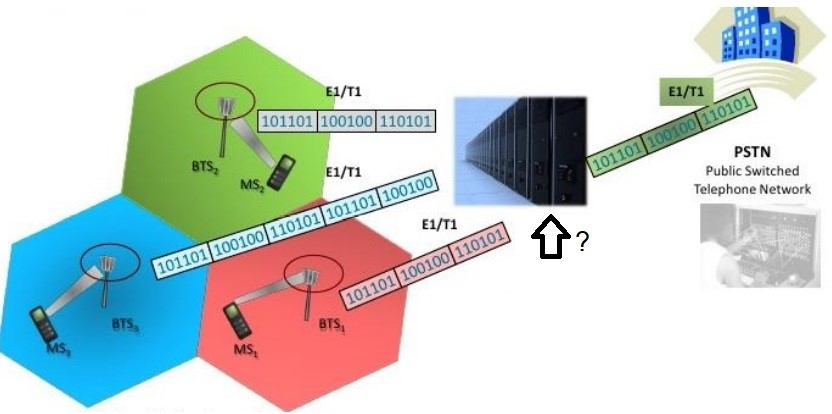 E1/T1
101101 100100 110101
BTS2
MS2
E1/T1
101101 100100 110101 101101 100100
E1/T1
101101 100100 110101
BTS3
MS3
BTS1
MS1
?
E1/T1
101101 100100 110101
PSTN
Public Switched
Telephone Network